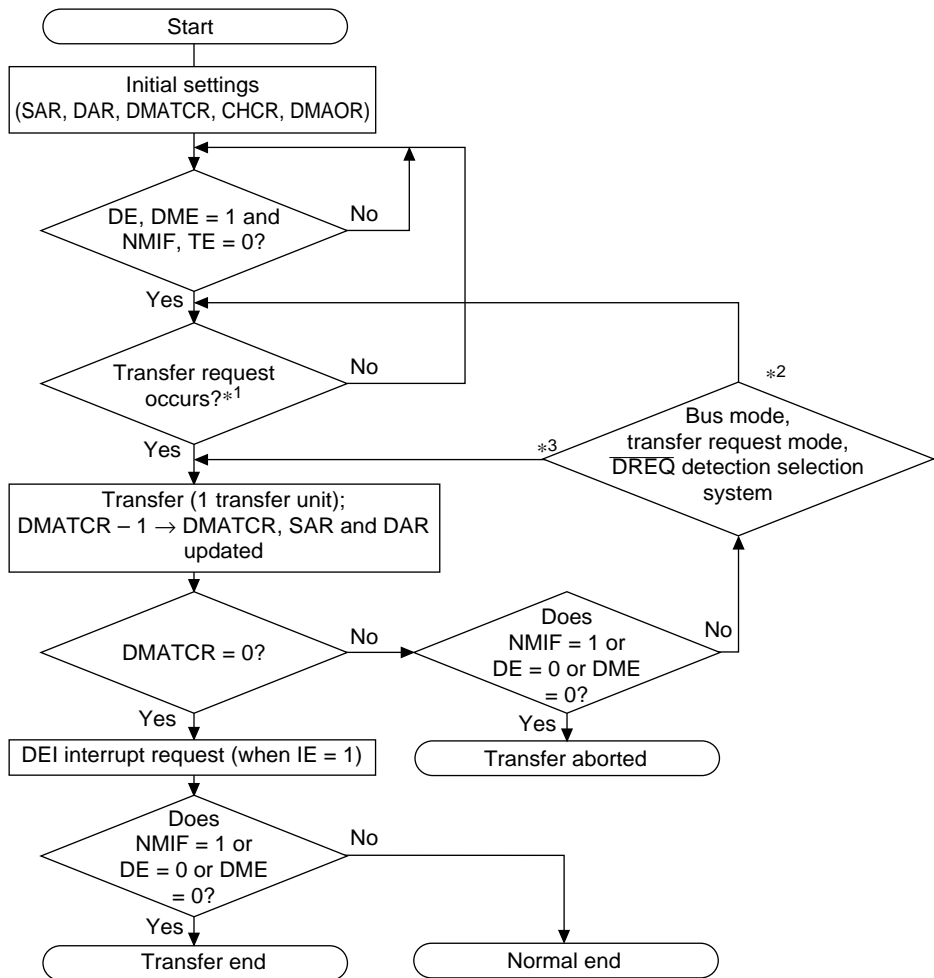 Start
Initial settings
(SAR, DAR, DMATCR, CHCR, DMAOR)
DE, DME = 1 and
NMIF, TE = 0?
No
Yes
Transfer request
occurs?*1
No
Yes
*2
Bus mode,
transfer request mode,
DREQ detection selection
system
*3
Transfer (1 transfer unit);
DMATCR – 1 → DMATCR, SAR and DAR
updated
DMATCR = 0?
No
Yes
Does
NMIF = 1 or
DE = 0 or DME
= 0?
No
Yes
Transfer aborted
DEI interrupt request (when IE = 1)
Does
NMIF = 1 or
DE = 0 or DME
= 0?
No
Yes
Transfer end
Normal end